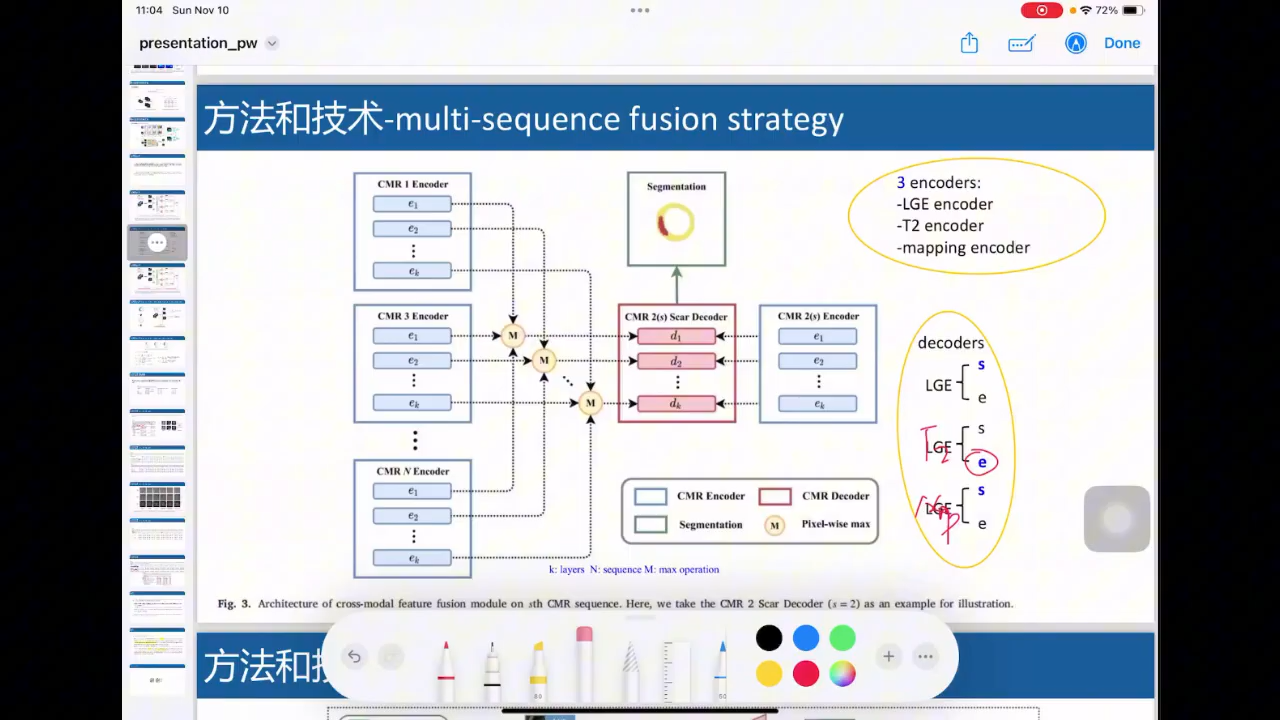 11:04 Sun Nov 10
72%
presentation_pw
Done
方法和技术-multi-sequence fusion strategy
CMR 1 Encoder
e1
e2
ek
CMR 3 Encoder
e1
e2
ek
CMR N Encoder
e1
e2
ek
M
M
M
Segmentation
CMR 2(s) Scar Decoder
d1
d2
dk
CMR 2(s) Encoder
e1
e2
ek
CMR Encoder
CMR Decoder
Segmentation
M
Pixel-wise max
k: layers N: sequence M: max operation
3 encoders:
-LGE encoder
-T2 encoder
-mapping encoder
decoders
s
LGE
e
s
T2
LGE
e
s
Map
LGE
e
Fig. 3. Architecture of cross-modal feature fusion module on sth CMR sequence. Here, we take the CMR 2 Scar Decoder (s = 2) as an example for illustration.
方法和